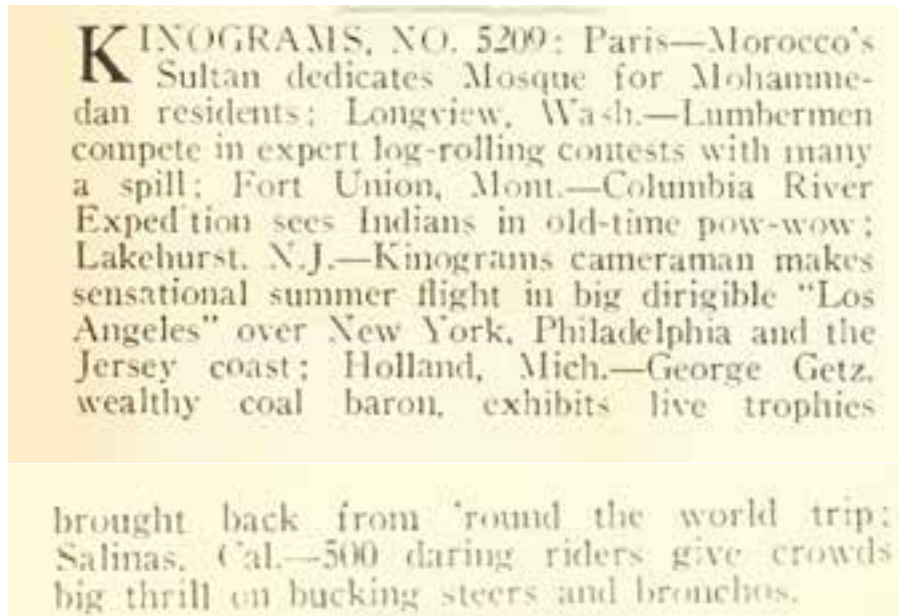 KINOGRAMS, NO. 5209: Paris—Morocco's
Sultan dedicates Mosque for Mohamme-
dan residents; Longview, Wash.—Lumbermen
compete in expert log-rolling contests with many
a spill; Fort Union, Mont.—Columbia River
Exped tion sees Indians in old-time pow-wow;
Lakehurst, N.J.—Kinograms cameraman makes
sensational summer flight in big dirigible "Los
Angeles" over New York, Philadelphia and the
Jersey coast; Holland, Mich.—George Getz,
wealthy coal baron, exhibits live trophies
brought back from 'round the world trip;
Salinas, Cal.—500 daring riders give crowds
big thrill on bucking steers and bronchos.